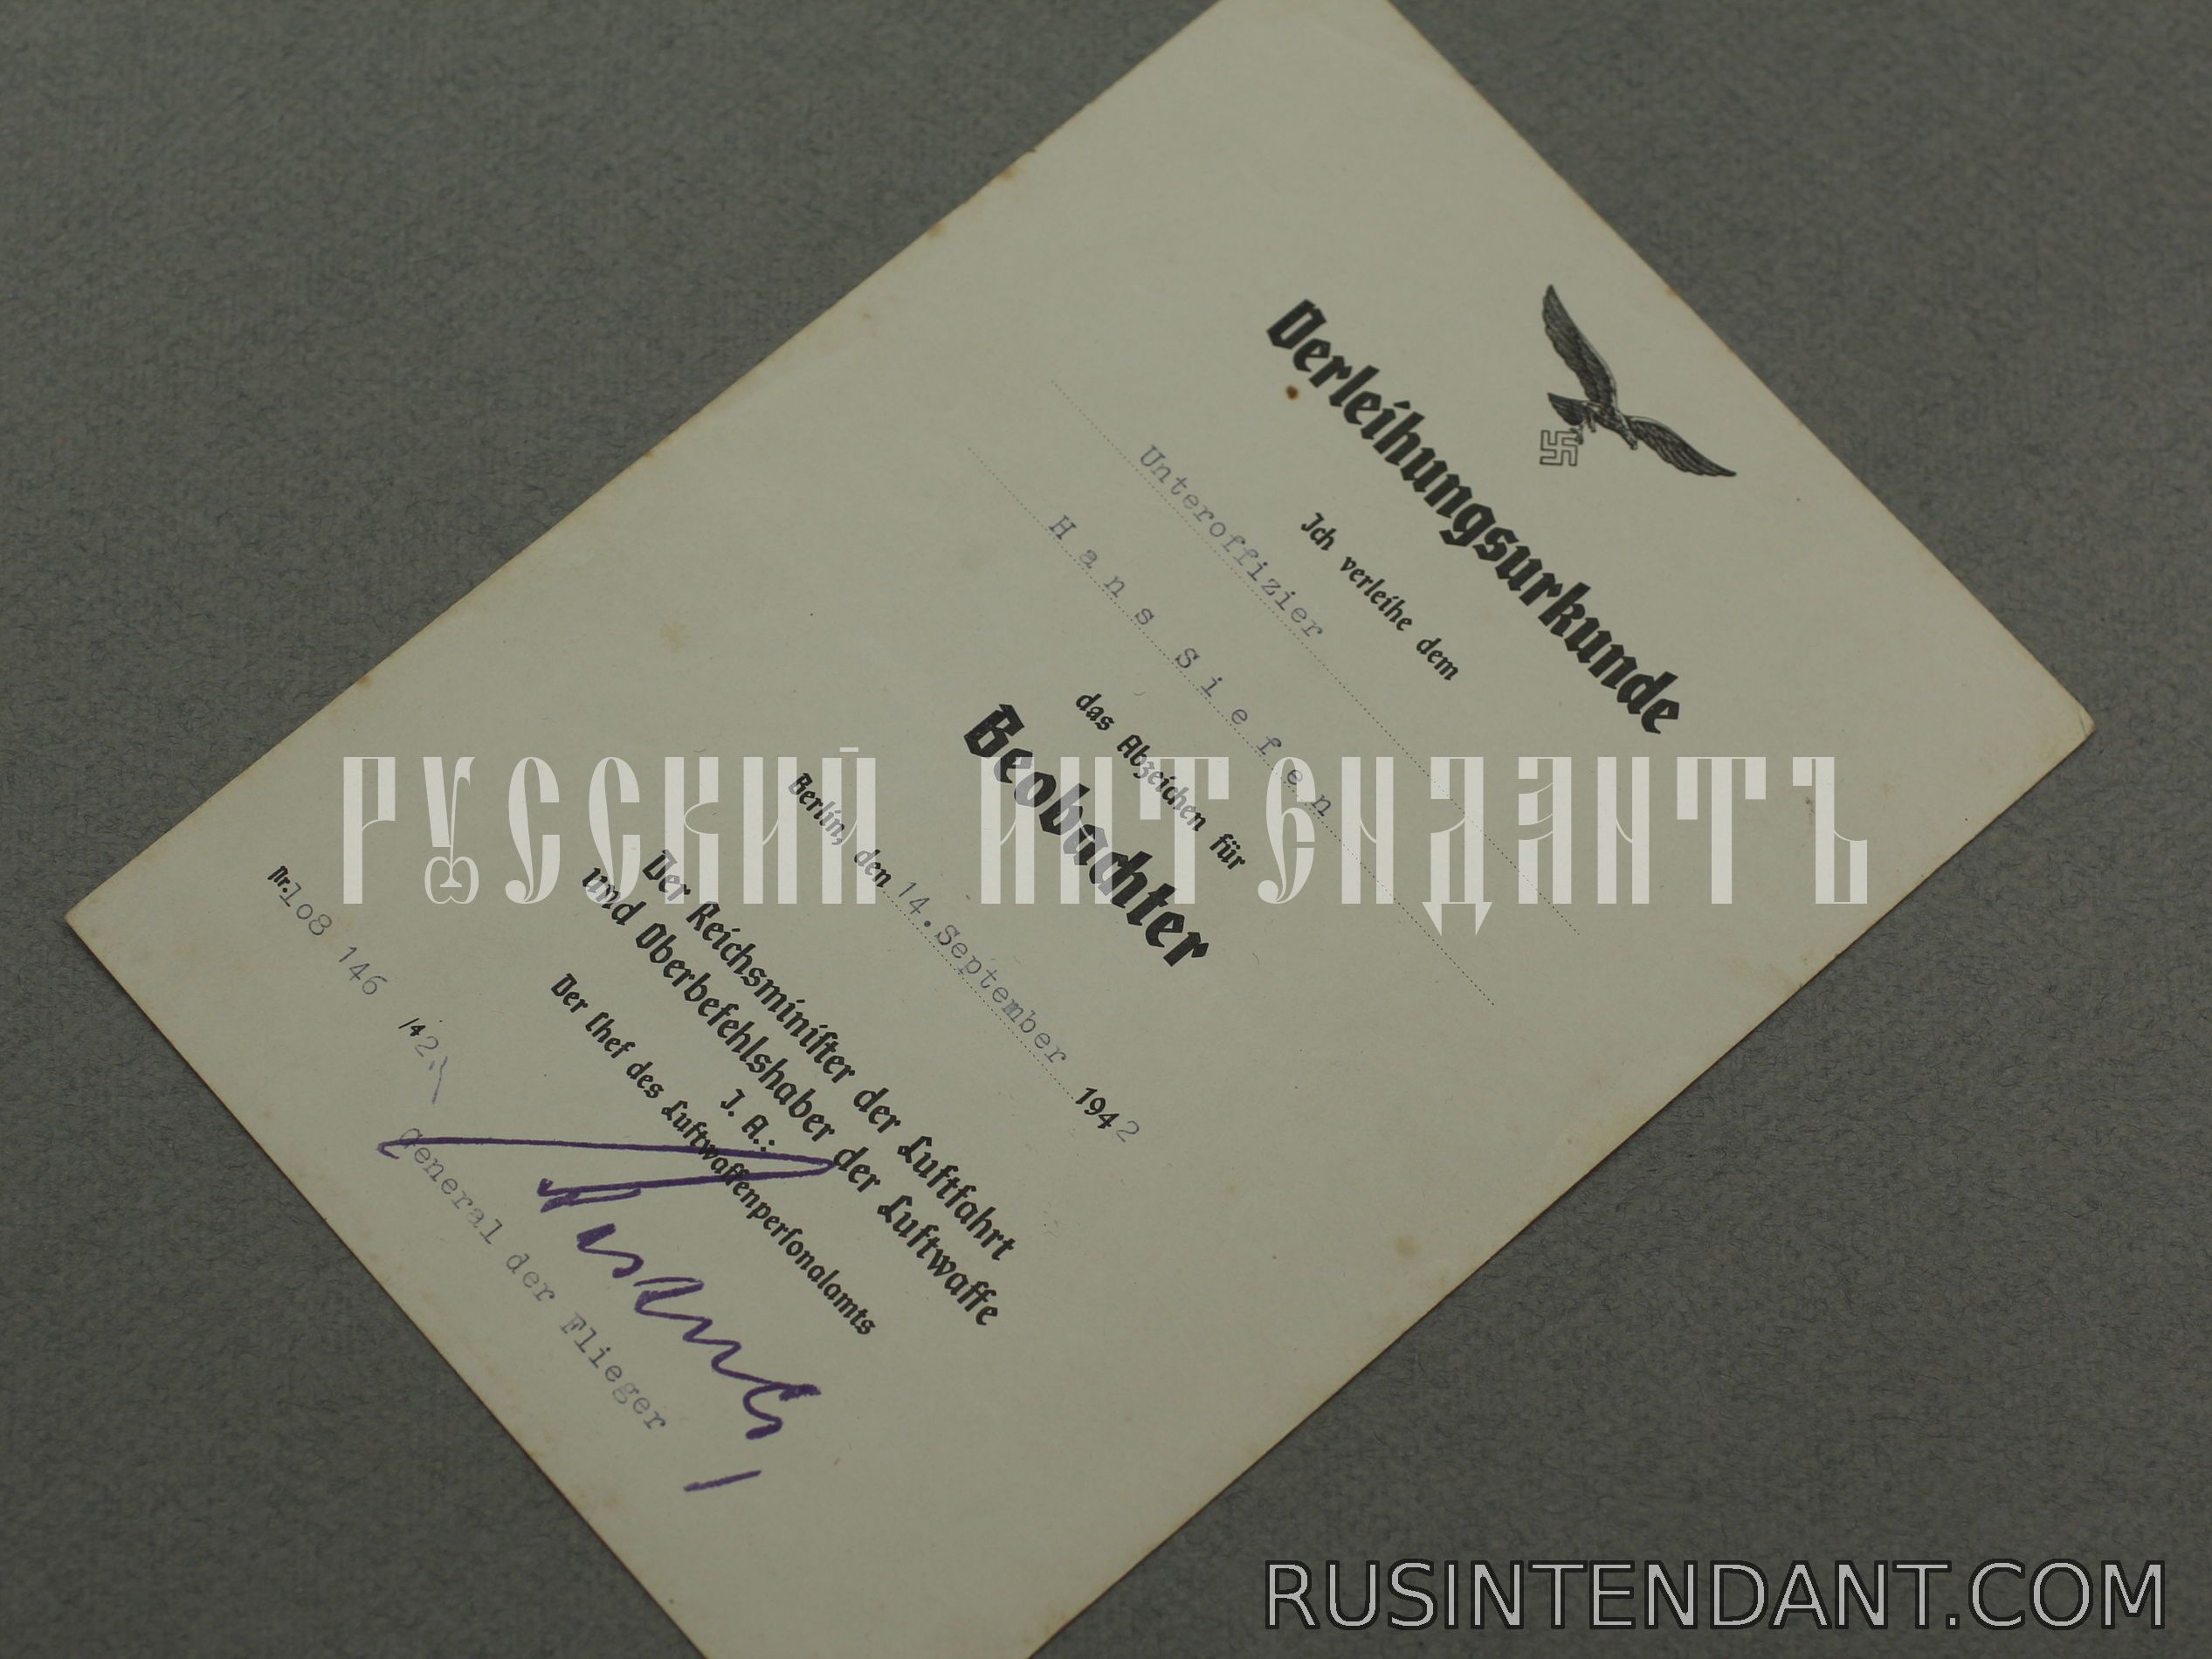 Verleihungsurkunde
Ich verleihe dem
Unteroffizier
Hans Siefen
das Abzeichen für
Beobachter
Berlin, den 14.September 1942
Der Reichsminister der Luftfahrt
und Oberbefehlshaber der Luftwaffe
J. A.:
Der Chef des Luftwaffenpersonalamts
Nr.108 146 /42
General der Flieger
РУССКИЙ ИНТЕНДАНТЪ
RUSINTENDANT.COM